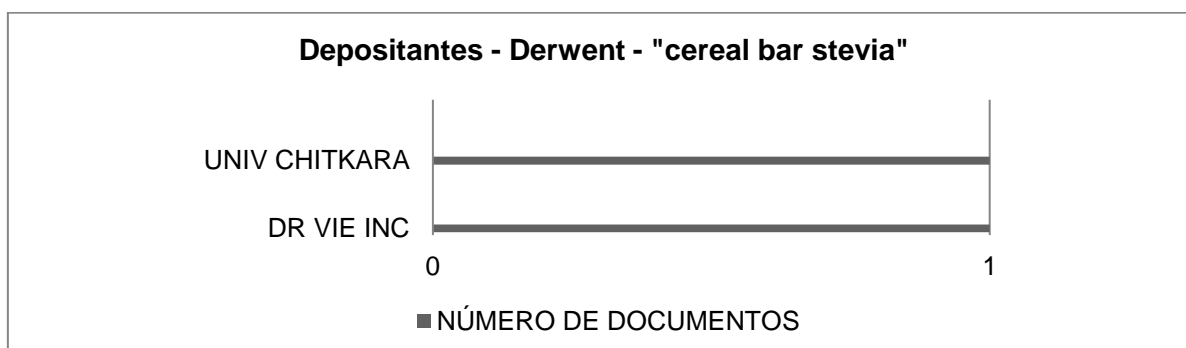 Depositantes - Derwent - "cereal bar stevia"
UNIV CHITKARA
DR VIE INC
0 1
NÚMERO DE DOCUMENTOS